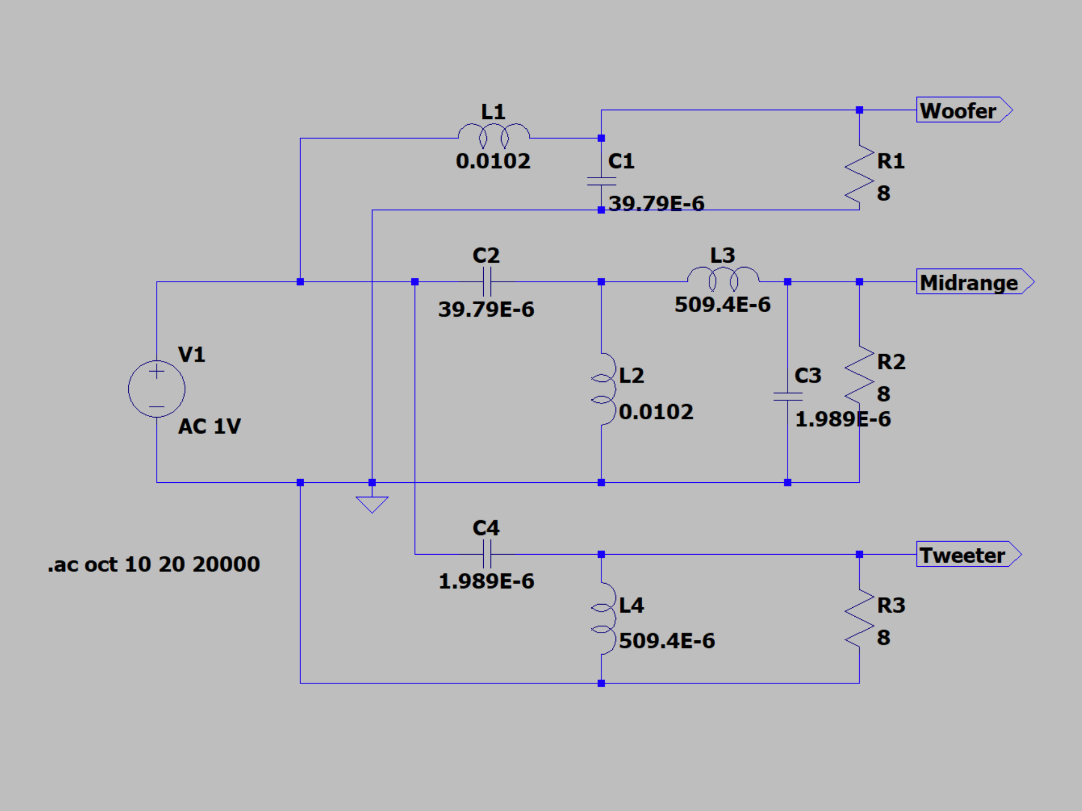 L1
0.0102
Woofer
C1
39.79E-6
R1
8
C2
39.79E-6
L3
509.4E-6
Midrange
V1
AC 1V
L2
0.0102
C3
1.989E-6
R2
8
.ac oct 10 20 20000
C4
1.989E-6
Tweeter
L4
509.4E-6
R3
8